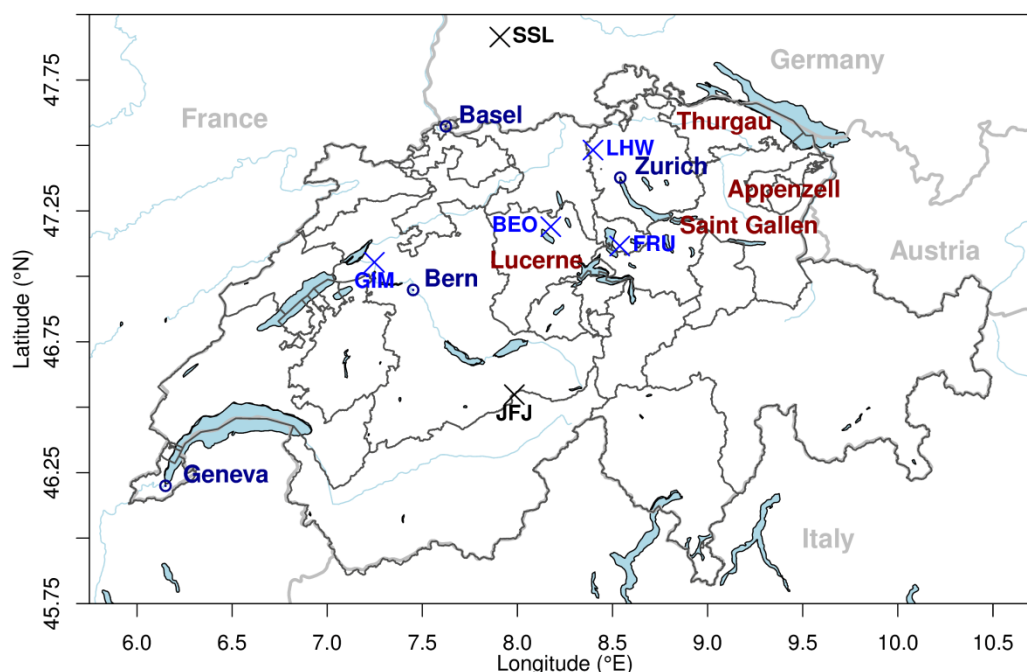 SSL
Germany
47.75
France
Basel
Thurgau
LHW
Zurich
Appenzell
47.25
BEO
FRU
Saint Gallen
Lucerne
Austria
GIM
Bern
Latitude (°N)
46.75
JFJ
46.25
Geneva
Italy
45.75
6.0 6.5 7.0 7.5 8.0 8.5 9.0 9.5 10.0 10.5
Longitude (°E)